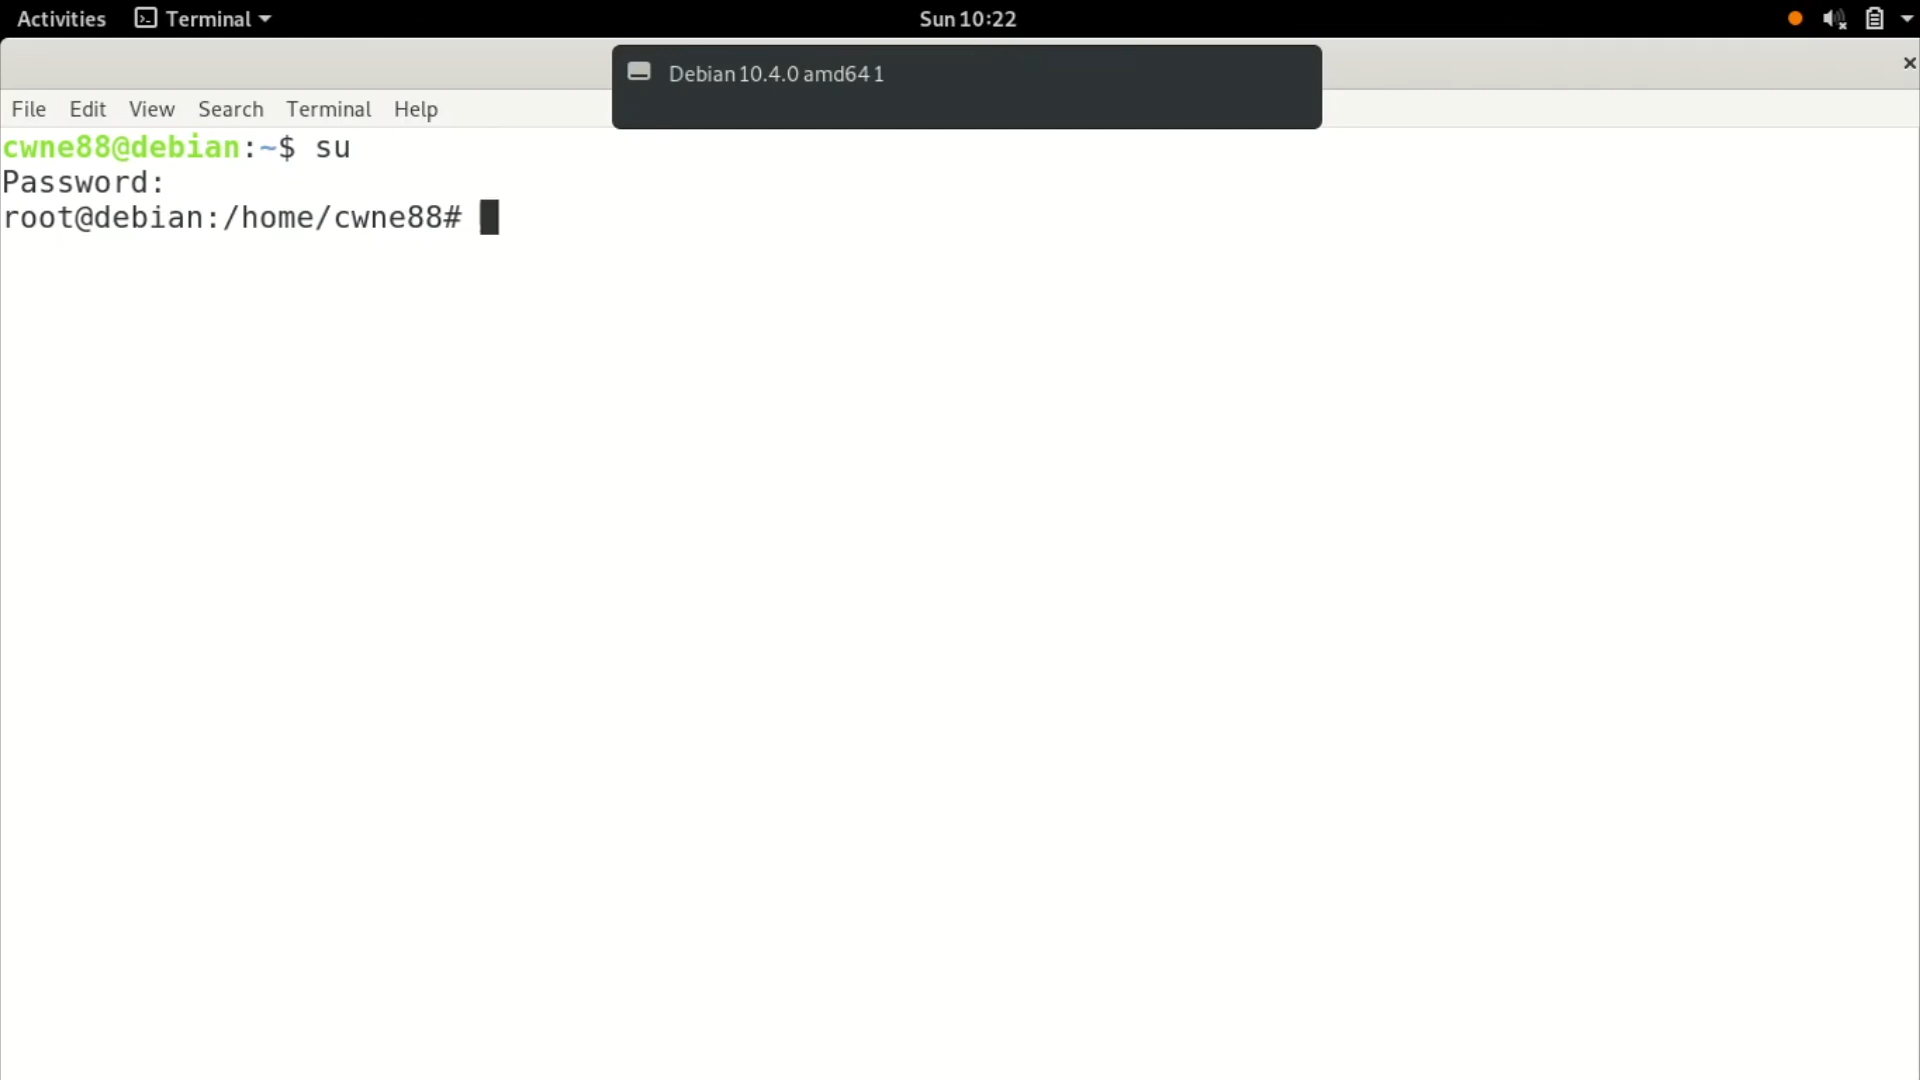 Activities Terminal Sun 10:22
Debian 10.4.0 amd64 1
File Edit View Search Terminal Help
cwne88@debian:~$ su
Password:
root@debian:/home/cwne88#